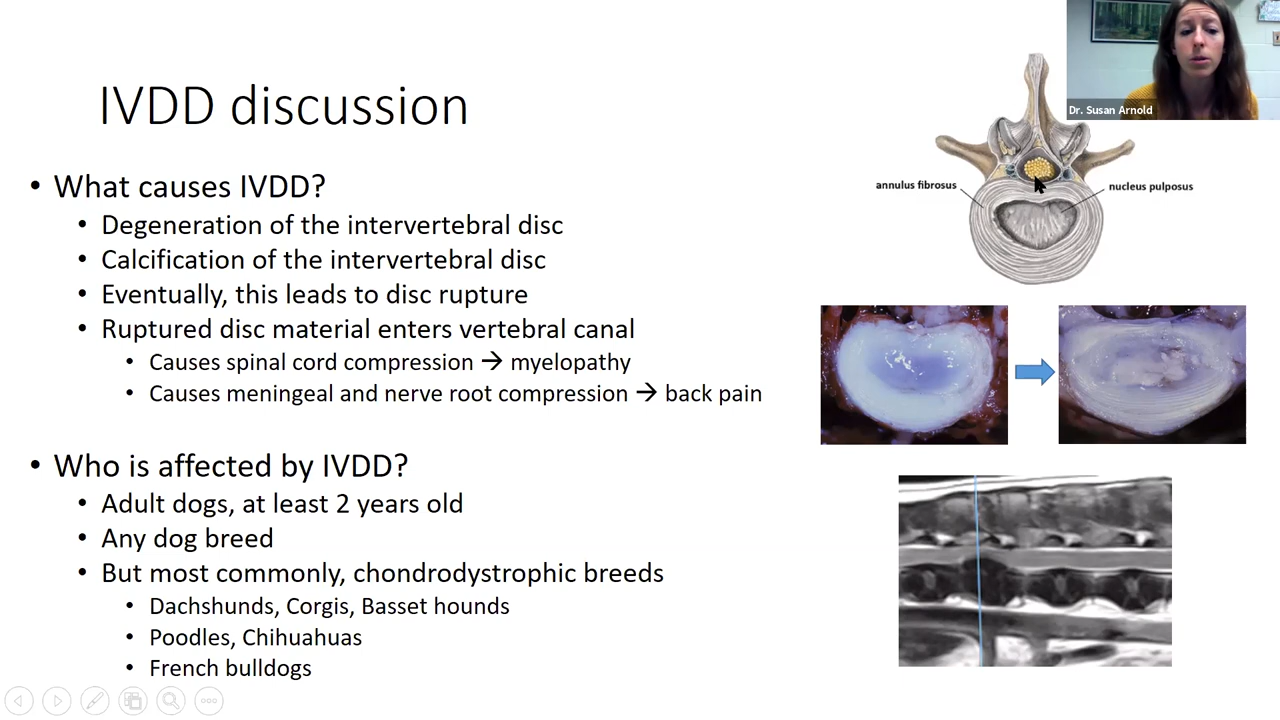 IVDD discussion
• What causes IVDD?
• Degeneration of the intervertebral disc
• Calcification of the intervertebral disc
• Eventually, this leads to disc rupture
• Ruptured disc material enters vertebral canal
• Causes spinal cord compression → myelopathy
• Causes meningeal and nerve root compression → back pain
• Who is affected by IVDD?
• Adult dogs, at least 2 years old
• Any dog breed
• But most commonly, chondrodystrophic breeds
• Dachshunds, Corgis, Basset hounds
• Poodles, Chihuahuas
• French bulldogs
Dr. Susan Arnold
annulus fibrosus
nucleus pulposus